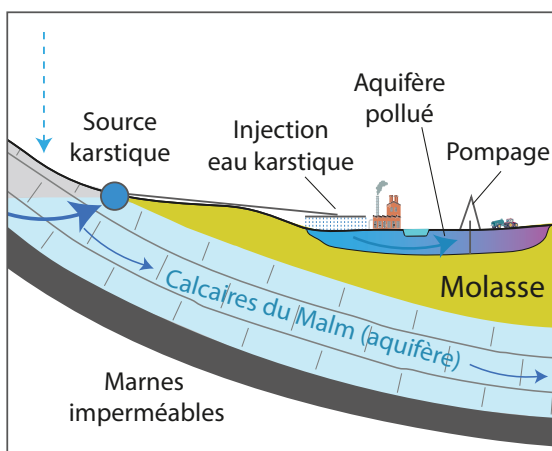 Source
karstique
Injection
eau karstique
Aquifère
pollué
Pompage
Molasse
Calcaires du Malm (aquifère)
Marnes
imperméables